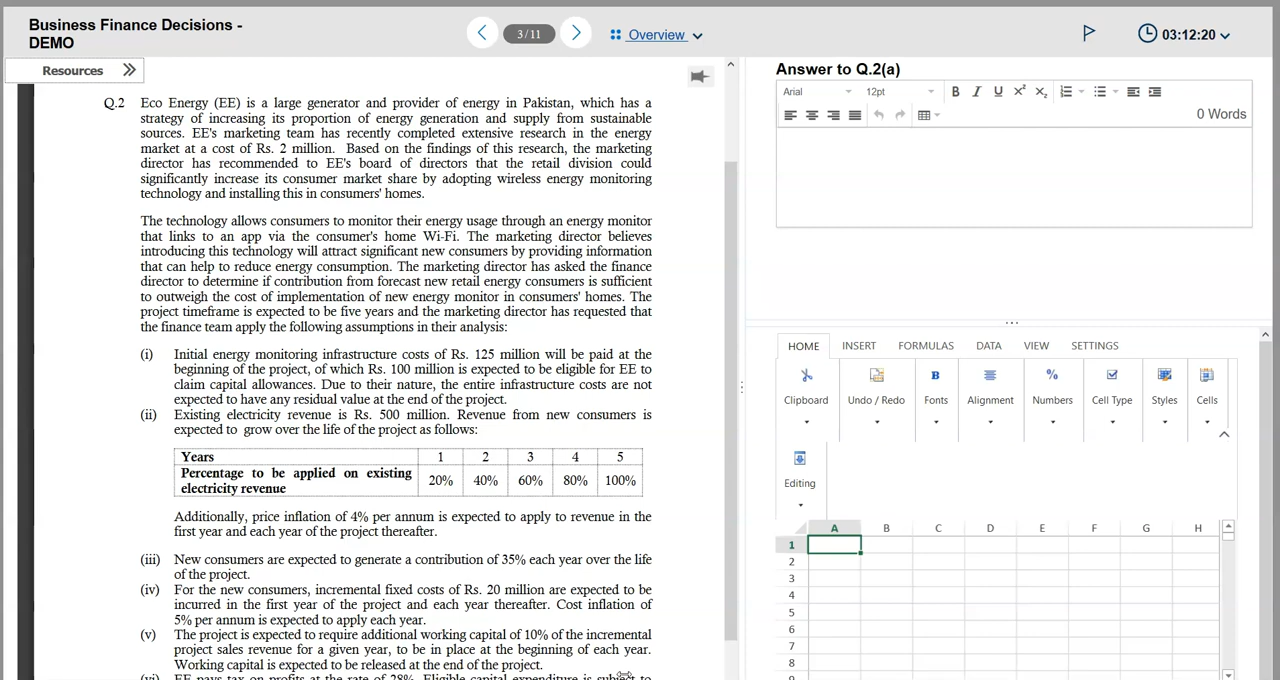 Business Finance Decisions -
DEMO
3/11
Overview
03:12:20
Resources
Q.2 Eco Energy (EE) is a large generator and provider of energy in Pakistan, which has a
strategy of increasing its proportion of energy generation and supply from sustainable
sources. EE's marketing team has recently completed extensive research in the energy
market at a cost of Rs. 2 million. Based on the findings of this research, the marketing
director has recommended to EE's board of directors that the retail division could
significantly increase its consumer market share by adopting wireless energy monitoring
technology and installing this in consumers' homes.
The technology allows consumers to monitor their energy usage through an energy monitor
that links to an app via the consumer's home Wi-Fi. The marketing director believes
introducing this technology will attract significant new consumers by providing information
that can help to reduce energy consumption. The marketing director has asked the finance
director to determine if contribution from forecast new retail energy consumers is sufficient
to outweigh the cost of implementation of new energy monitor in consumers' homes. The
project timeframe is expected to be five years and the marketing director has requested that
the finance team apply the following assumptions in their analysis:
(i) Initial energy monitoring infrastructure costs of Rs. 125 million will be paid at the
beginning of the project, of which Rs. 100 million is expected to be eligible for EE to
claim capital allowances. Due to their nature, the entire infrastructure costs are not
expected to have any residual value at the end of the project.
(ii) Existing electricity revenue is Rs. 500 million. Revenue from new consumers is
expected to grow over the life of the project as follows:
Years 1 2 3 4 5
Percentage to be applied on existing
electricity revenue 20% 40% 60% 80% 100%
Additionally, price inflation of 4% per annum is expected to apply to revenue in the
first year and each year of the project thereafter.
(iii) New consumers are expected to generate a contribution of 35% each year over the life
of the project.
(iv) For the new consumers, incremental fixed costs of Rs. 20 million are expected to be
incurred in the first year of the project and each year thereafter. Cost inflation of
5% per annum is expected to apply each year.
(v) The project is expected to require additional working capital of 10% of the incremental
project sales revenue for a given year, to be in place at the beginning of each year.
Working capital is expected to be released at the end of the project.
(vi) EE pays tax on profits at the rate of 28%. Eligible capital expenditure is subject to
Answer to Q.2(a)
Arial 12pt B I U X² X₂
0 Words
HOME INSERT FORMULAS DATA VIEW SETTINGS
Clipboard Undo / Redo Fonts Alignment Numbers Cell Type Styles Cells
Editing
A B C D E F G H
1
2
3
4
5
6
7
8
9